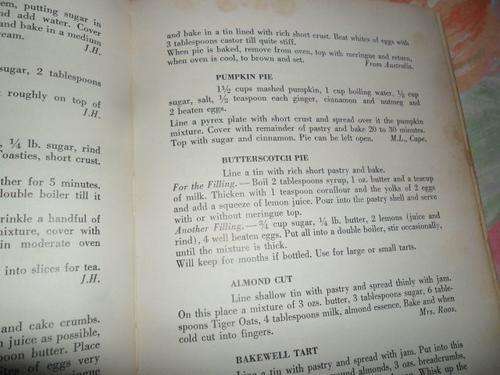 em, putting sugar in
nd add water. Cover
and bake in a medium
ream.
J.H.
sugar, 2 tablespoons
t roughly on top of
J.H.
, 1/4 lb. sugar, rind
oasties, short crust.
ther for 5 minutes.
double boiler till it
rinkle a handful of
mixture, cover with
in moderate oven
into slices for tea.
J.H.
and cake crumbs.
n juice as possible,
poon butter. Place
tes of eggs very
and bake in a tin lined with rich short crust. Beat whites of eggs with
3 tablespoons castor till quite stiff.
When pie is baked, remove from oven, top with meringue and return,
when oven is cool, to brown and set.
From Australia.
PUMPKIN PIE
1 1/2 cups mashed pumpkin, 1 cup boiling water, 1/2 cup
sugar, salt, 1/2 teaspoon each ginger, cinnamon and nutmeg and
2 beaten eggs.
Line a pyrex plate with short crust and spread over it the pumpkin
mixture. Cover with remainder of pastry and bake 20 to 30 minutes.
Top with sugar and cinnamon. Pie can be left open. M.L., Cape.
BUTTERSCOTCH PIE
Line a tin with rich short pastry and bake.
For the Filling.—Boil 2 tablespoons syrup, 1 oz. butter and a teacup
of milk. Thicken with 1 teaspoon cornflour and the yolks of 2 eggs
and add a squeeze of lemon juice. Pour into the pastry shell and serve
with or without meringue top.
Another Filling.—3/4 cup sugar, 1/4 lb. butter, 2 lemons (juice and
rind), 4 well beaten eggs. Put all into a double boiler, stir occasionally,
until the mixture is thick.
Will keep for months if bottled. Use for large or small tarts.
ALMOND CUT
Line shallow tin with pastry and spread thinly with jam.
On this place a mixture of 3 ozs. butter, 3 tablespoons sugar, 6 table-
spoons Tiger Oats, 4 tablespoons milk, almond essence. Bake and when
cold cut into fingers.
Mrs. Roos.
BAKEWELL TART
Line a tin with pastry and spread with jam. Put into this
ground almonds, 3 ozs. breadcrumbs,
Whisk up the